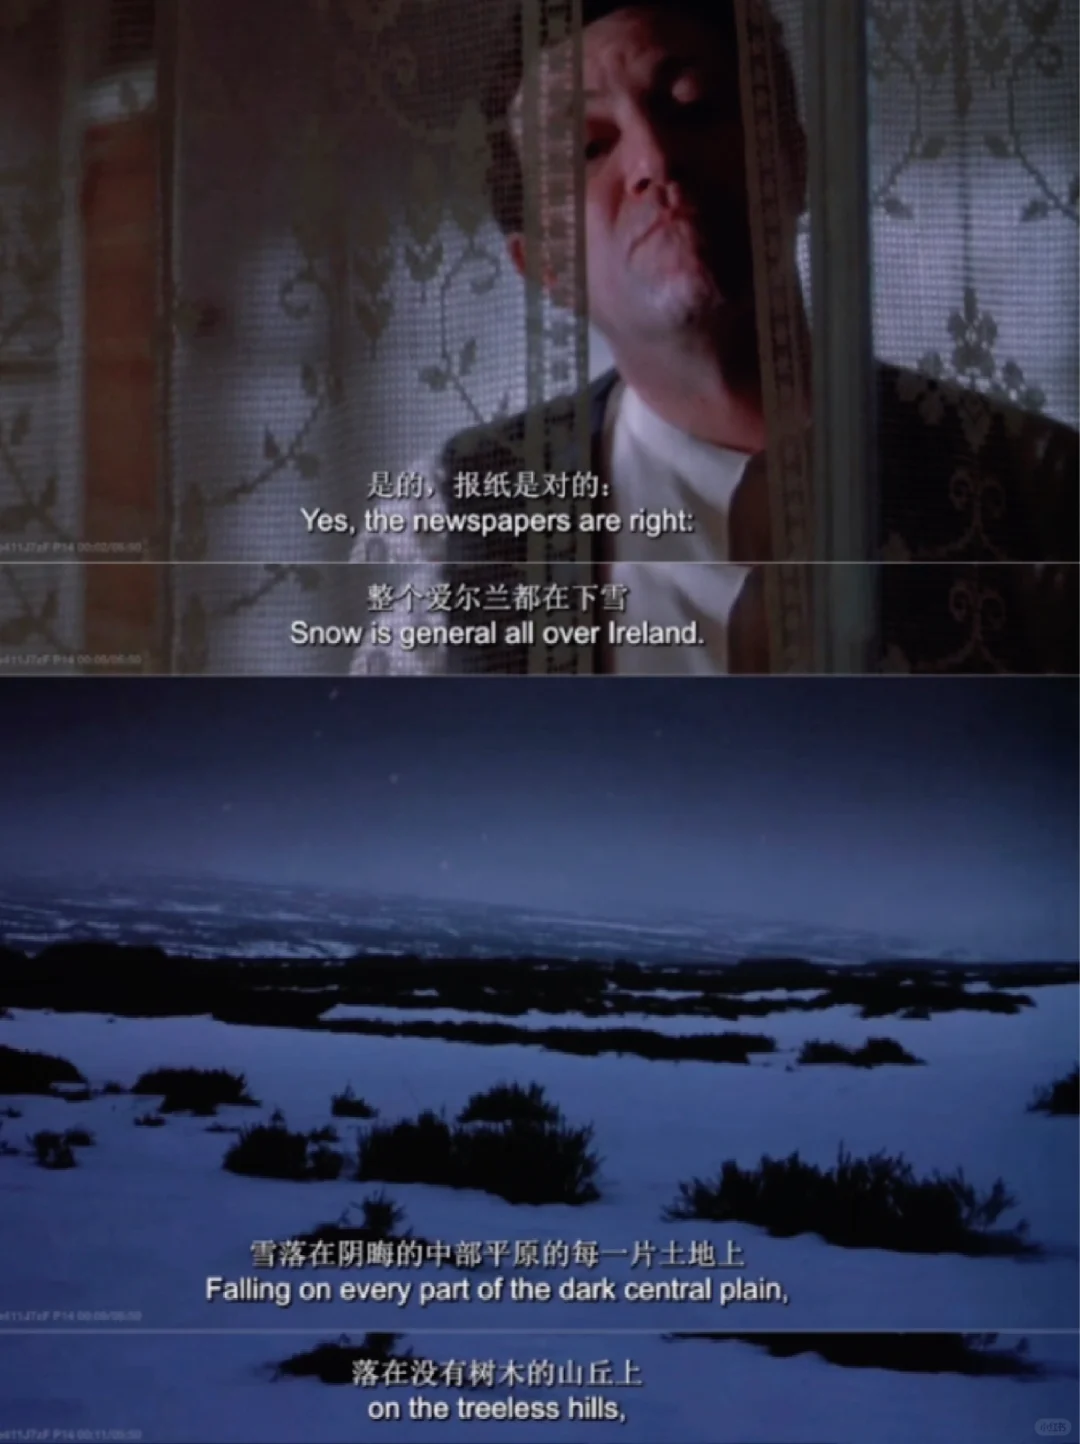 是的，报纸是对的：
Yes, the newspapers are right:
整个爱尔兰都在下雪
Snow is general all over Ireland.
雪落在阴晦的中部平原的每一片土地上
Falling on every part of the dark central plain,
落在没有树木的山丘上
on the treeless hills,